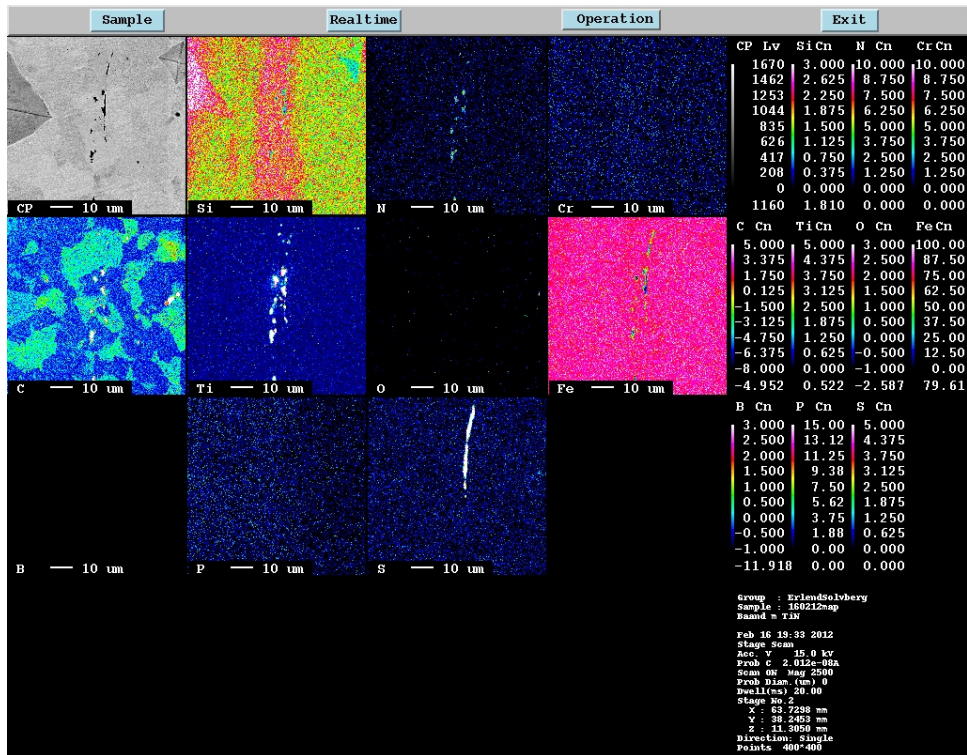 Sample Realtime Operation Exit
CP 10 um Si 10 um N 10 um Cr 10 um
C 10 um Ti 10 um O 10 um Fe 10 um
B 10 um P 10 um S 10 um
CP Lv Si Cn N Cn Cr Cn
1670 3.000 10.000 10.000
1462 2.625 8.750 8.750
1253 2.250 7.500 7.500
1044 1.875 6.250 6.250
835 1.500 5.000 5.000
626 1.125 3.750 3.750
417 0.750 2.500 2.500
208 0.375 1.250 1.250
0 0.000 0.000 0.000
1160 1.810 0.000 0.000
C Cn Ti Cn O Cn Fe Cn
5.000 5.000 3.000 100.00
3.375 4.375 2.500 87.50
1.750 3.750 2.000 75.00
0.125 3.125 1.500 62.50
-1.500 2.500 1.000 50.00
-3.125 1.875 0.500 37.50
-4.750 1.250 0.000 25.00
-6.375 0.625 -0.500 12.50
-8.000 0.000 -1.000 0.00
-4.952 0.522 -2.587 79.61
B Cn P Cn S Cn
3.000 15.00 5.000
2.500 13.12 4.375
2.000 11.25 3.750
1.500 9.38 3.125
1.000 7.50 2.500
0.500 5.62 1.875
0.000 3.75 1.250
-0.500 1.88 0.625
-1.000 0.00 0.000
-11.918 0.00 0.000
Group : ErlendSolvberg
Sample : 160212map
Baand m TiN
Feb 16 19:33 2012
Stage Scan
Acc. V 15.0 kV
Prob C 2.012e-08A
Scan ON Mag 2500
Prob Diam.(um) 0
Dwell(ms) 20.00
Stage No.2
X : 63.7298 mm
Y : 38.2453 mm
Z : 11.3050 mm
Direction: Single
Points 400*400